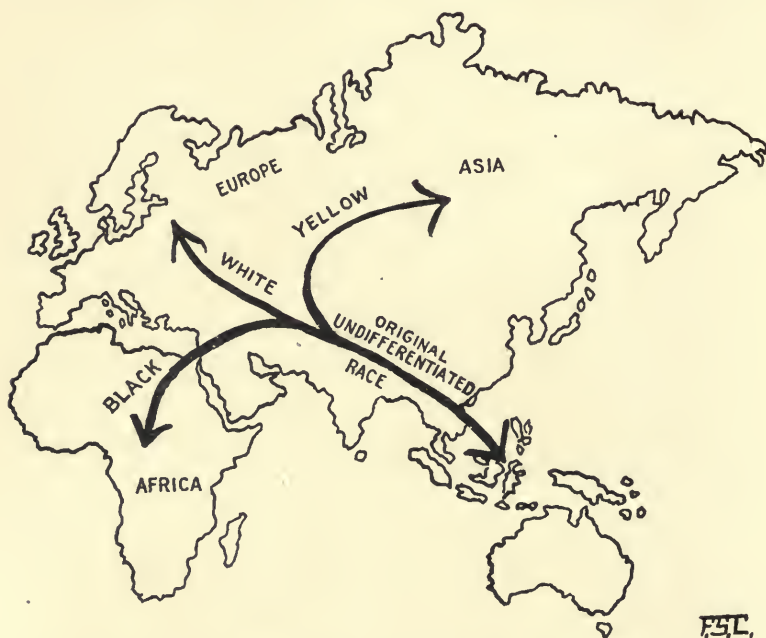 EUROPE
ASIA
YELLOW
WHITE
ORIGINAL
UNDIFFERENTIATED
RACE
BLACK
AFRICA
F.S.C.